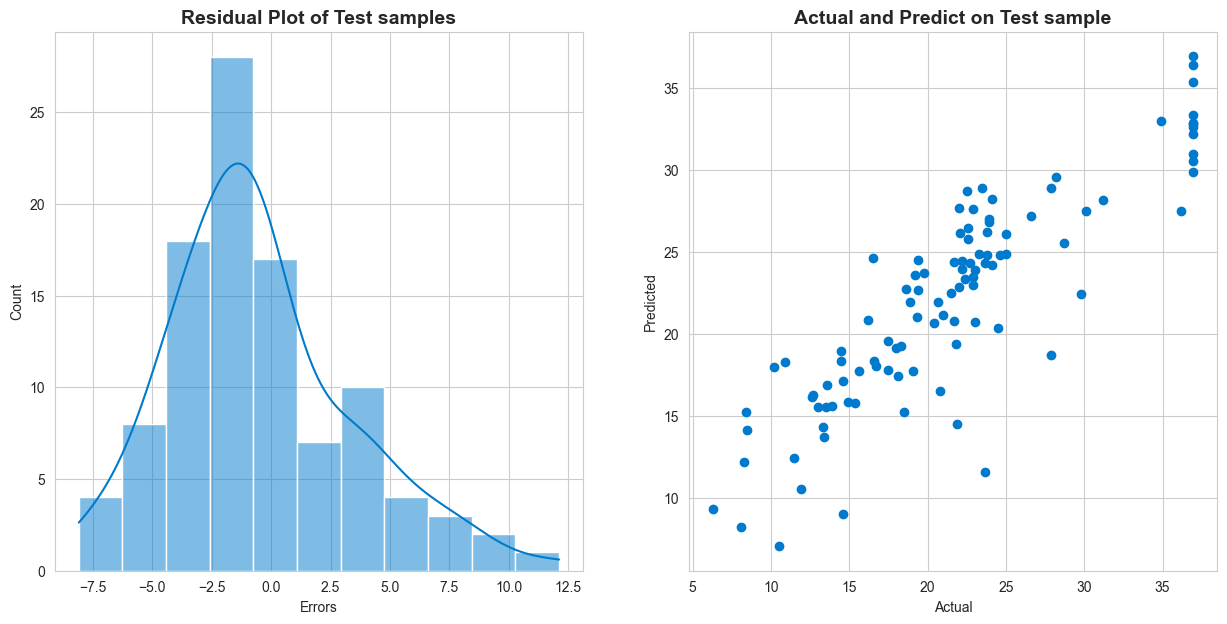 Residual Plot of Test samples
Count
25
20
15
10
5
0
−7.5 −5.0 −2.5 0.0 2.5 5.0 7.5 10.0 12.5
Errors
Actual and Predict on Test sample
Predicted
35
30
25
20
15
10
5 10 15 20 25 30 35
Actual